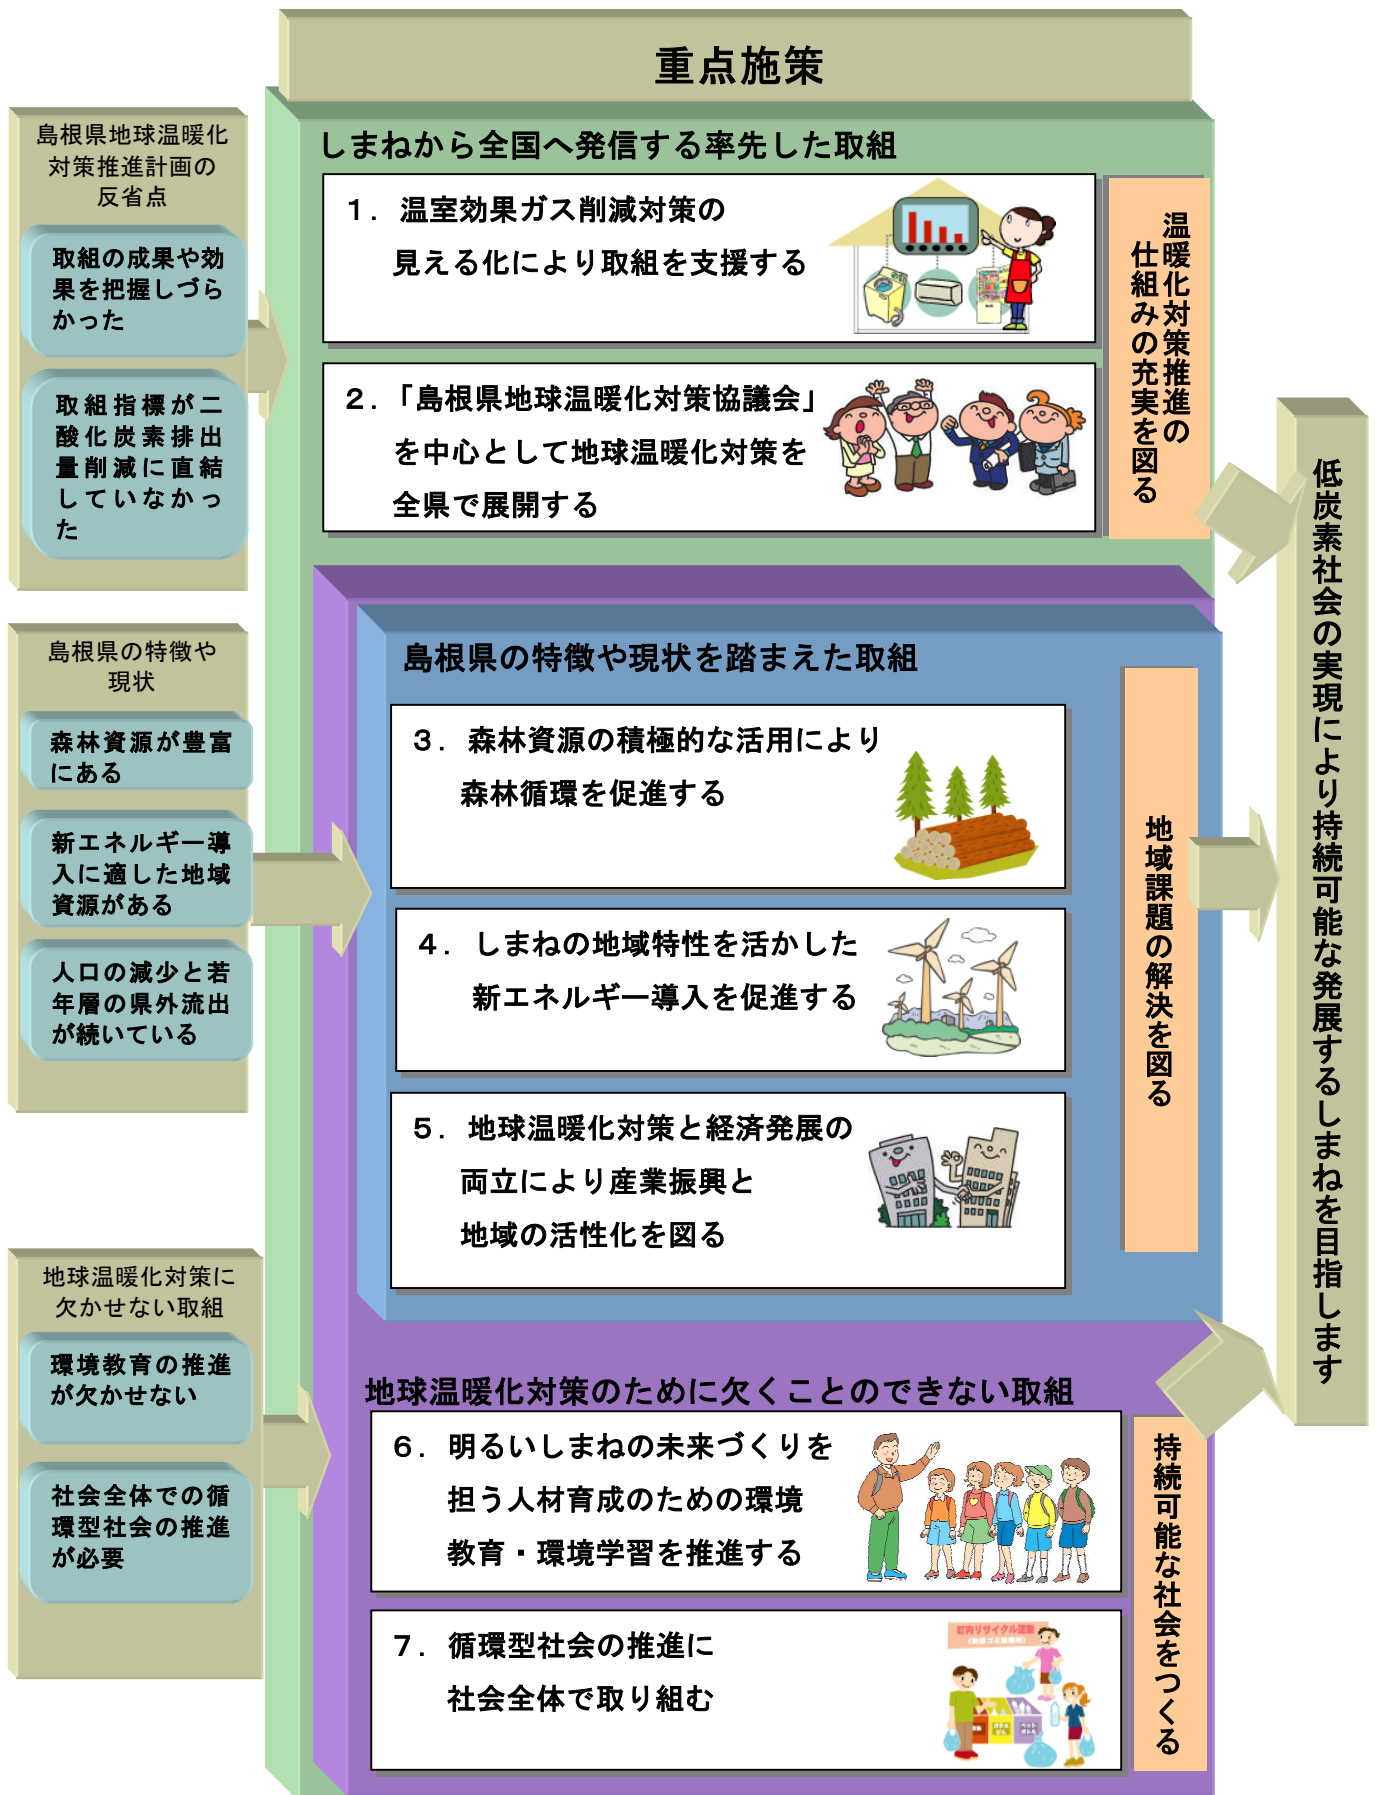 重点施策
島根県地球温暖化
対策推進計画の
反省点
取組の成果や効
果を把握しづら
かった
取組指標が二
酸化炭素排出
量削減に直結
していなかっ
た
しまねから全国へ発信する率先した取組
１．温室効果ガス削減対策の
見える化により取組を支援する
２．「島根県地球温暖化対策協議会」
を中心として地球温暖化対策を
全県で展開する
温暖化対策推進の
仕組みの充実を図る
島根県の特徴や
現状
森林資源が豊富
にある
新エネルギー導
入に適した地域
資源がある
人口の減少と若
年層の県外流出
が続いている
島根県の特徴や現状を踏まえた取組
３．森林資源の積極的な活用により
森林循環を促進する
４．しまねの地域特性を活かした
新エネルギー導入を促進する
５．地球温暖化対策と経済発展の
両立により産業振興と
地域の活性化を図る
地域課題の解決を図る
地球温暖化対策に
欠かせない取組
環境教育の推進
が欠かせない
社会全体での循
環型社会の推進
が必要
地球温暖化対策のために欠くことのできない取組
６．明るいしまねの未来づくりを
担う人材育成のための環境
教育・環境学習を推進する
７．循環型社会の推進に
社会全体で取り組む
町内リサイクル運動
ペット
ボトル
持続可能な社会をつくる
低炭素社会の実現により持続可能な発展するしまねを目指します